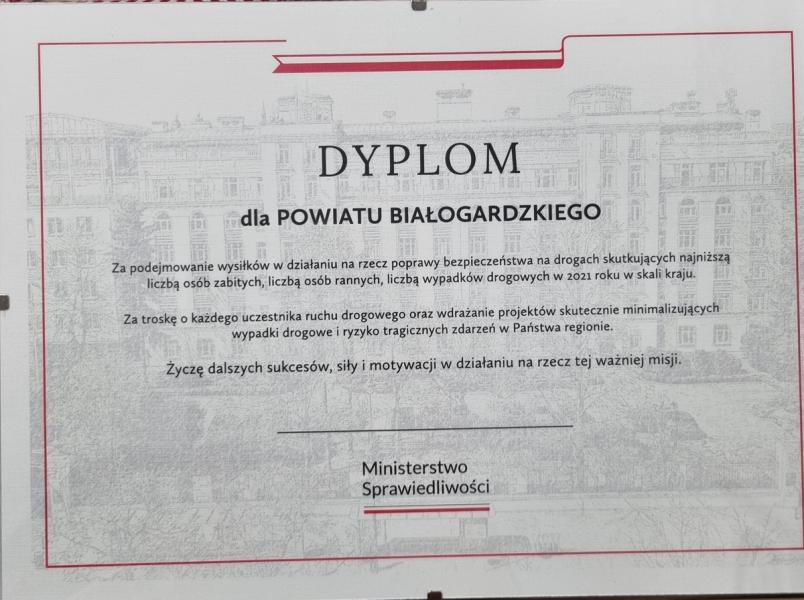 DYPLOM
dla POWIATU BIAŁOGARDZKIEGO
Za podejmowanie wysiłków w działaniu na rzecz poprawy bezpieczeństwa na drogach skutkujących najniższą
liczbą osób zabitych, liczbą osób rannych, liczbą wypadków drogowych w 2021 roku w skali kraju.
Za troskę o każdego uczestnika ruchu drogowego oraz wdrażanie projektów skutecznie minimalizujących
wypadki drogowe i ryzyko tragicznych zdarzeń w Państwa regionie.
Życzę dalszych sukcesów, siły i motywacji w działaniu na rzecz tej ważniej misji.
Ministerstwo
Sprawiedliwości